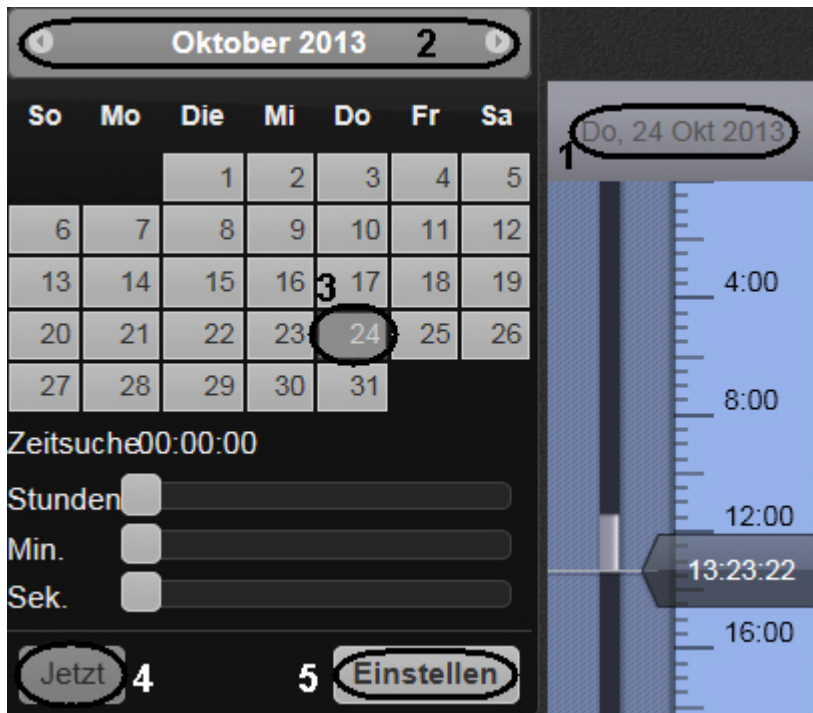 Oktober 2013 2
So Mo Die Mi Do Fr Sa
1 2 3 4 5
6 7 8 9 10 11 12
13 14 15 16 3 17 18 19
20 21 22 23 24 25 26
27 28 29 30 31
Zeitsuche00:00:00
Stunden
Min.
Sek.
Jetzt 4 5 Einstellen
Do, 24 Okt 2013
1
4:00
8:00
12:00
13:23:22
16:00